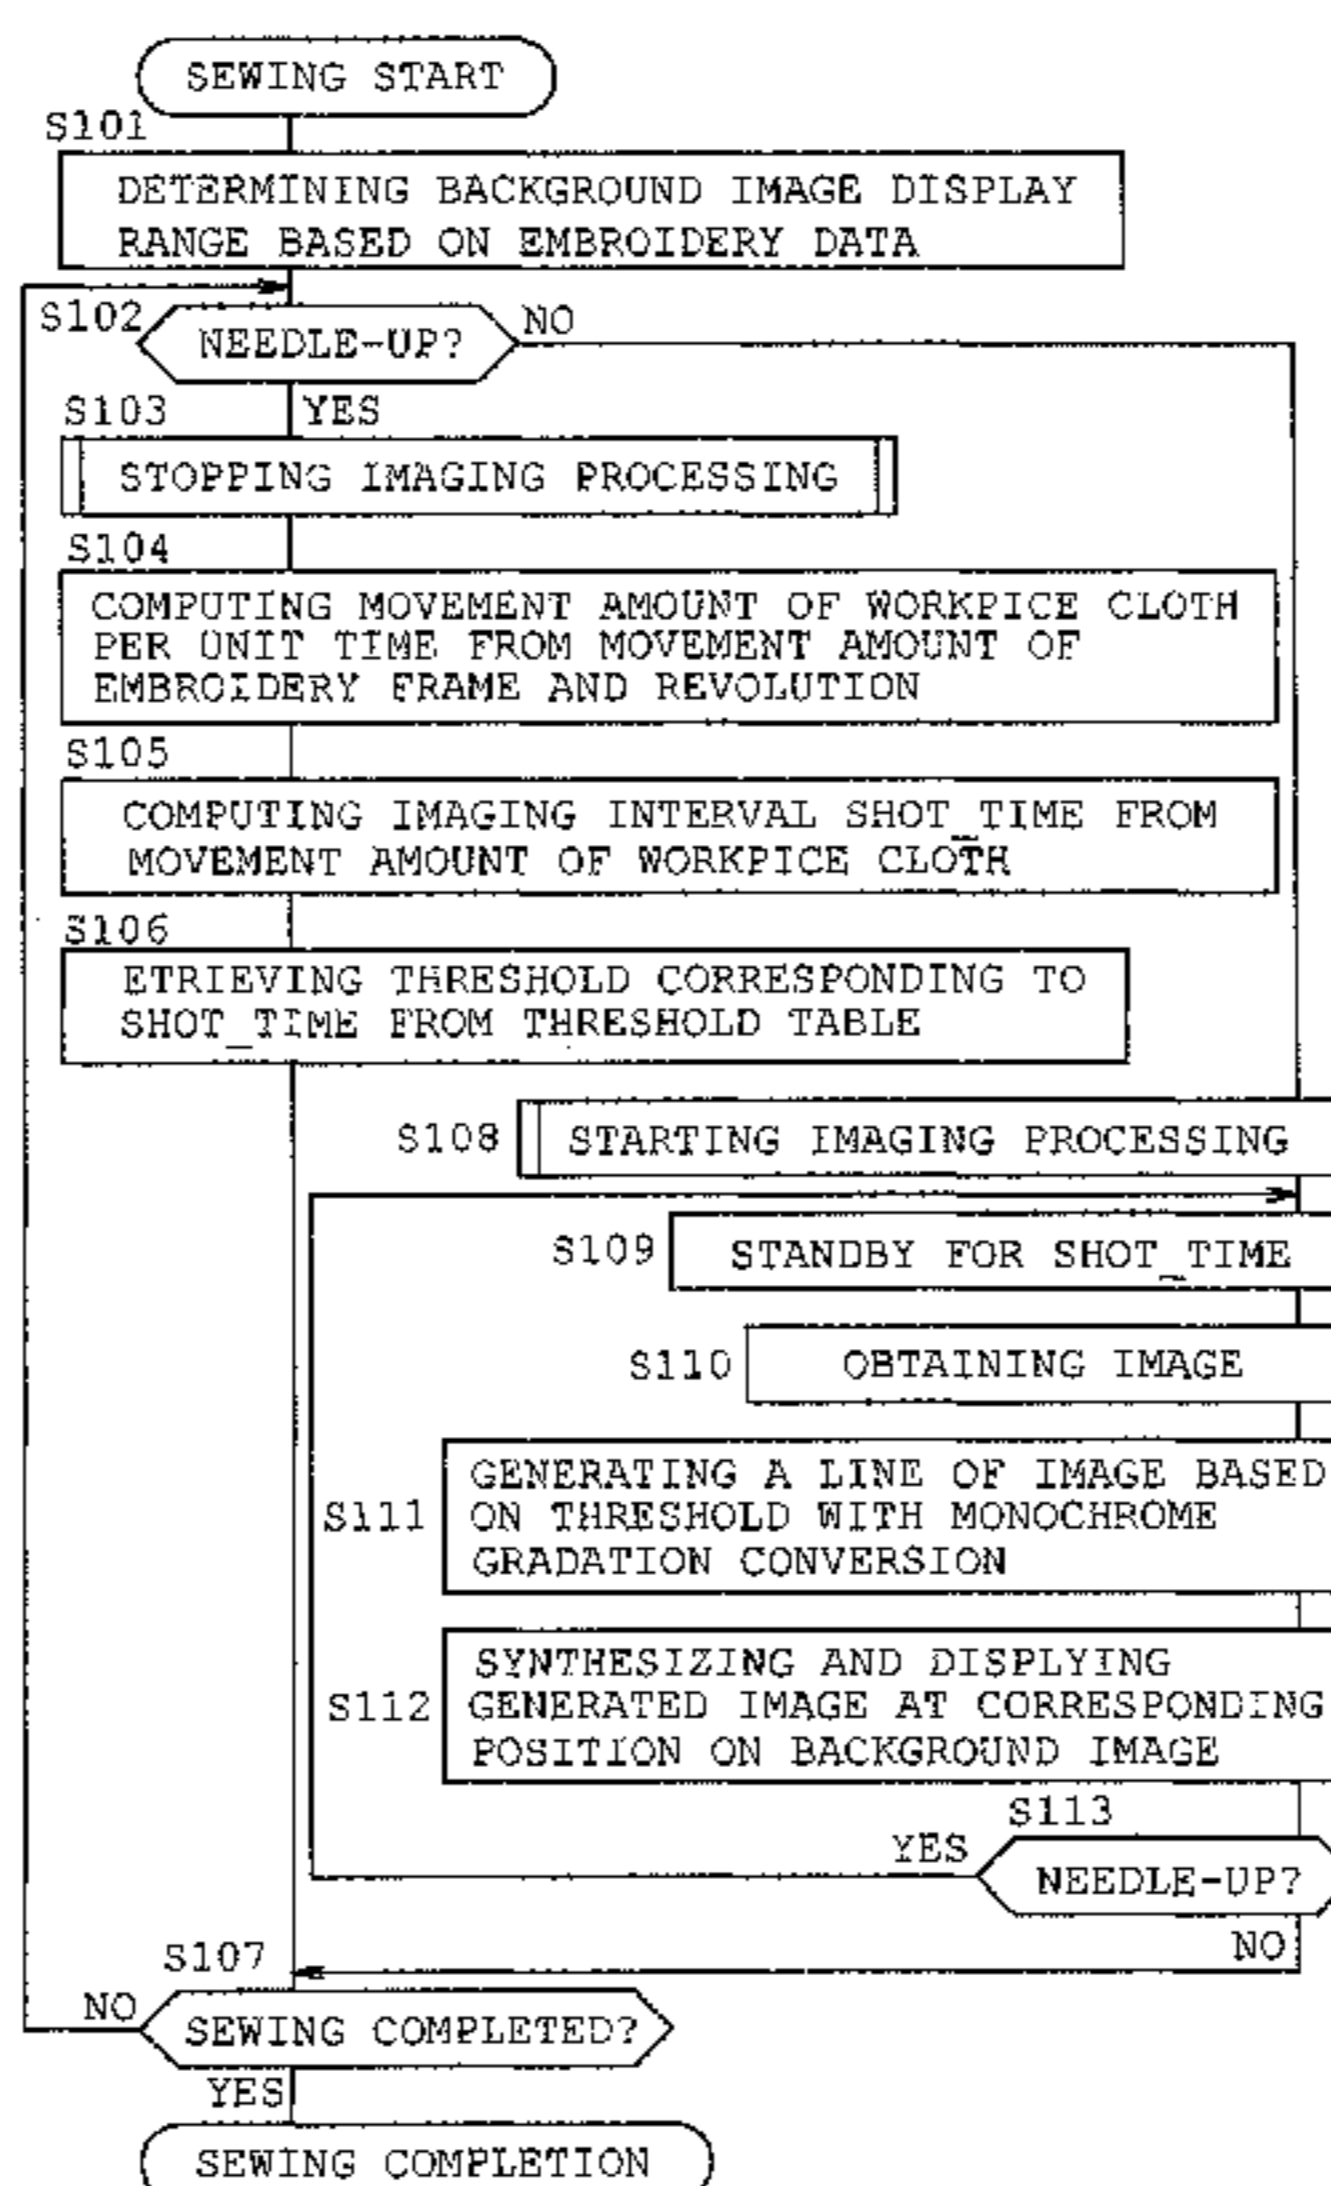 SEWING START
S101
DETERMINING BACKGROUND IMAGE DISPLAY
RANGE BASED ON EMBROIDERY DATA
S102
NEEDLE-UP?
NO
YES
S103
STOPPING IMAGING PROCESSING
S104
COMPUTING MOVEMENT AMOUNT OF WORKPICE CLOTH
PER UNIT TIME FROM MOVEMENT AMOUNT OF
EMBROIDERY FRAME AND REVOLUTION
S105
COMPUTING IMAGING INTERVAL SHOT_TIME FROM
MOVEMENT AMOUNT OF WORKPICE CLOTH
S106
ETRIEVING THRESHOLD CORRESPONDING TO
SHOT_TIME FROM THRESHOLD TABLE
S108
STARTING IMAGING PROCESSING
S109
STANDBY FOR SHOT_TIME
S110
OBTAINING IMAGE
S111
GENERATING A LINE OF IMAGE BASED
ON THRESHOLD WITH MONOCHROME
GRADATION CONVERSION
S112
SYNTHESIZING AND DISPLYING
GENERATED IMAGE AT CORRESPONDING
POSITION ON BACKGROUND IMAGE
S113
YES
NEEDLE-UP?
NO
S107
NO
SEWING COMPLETED?
YES
SEWING COMPLETION